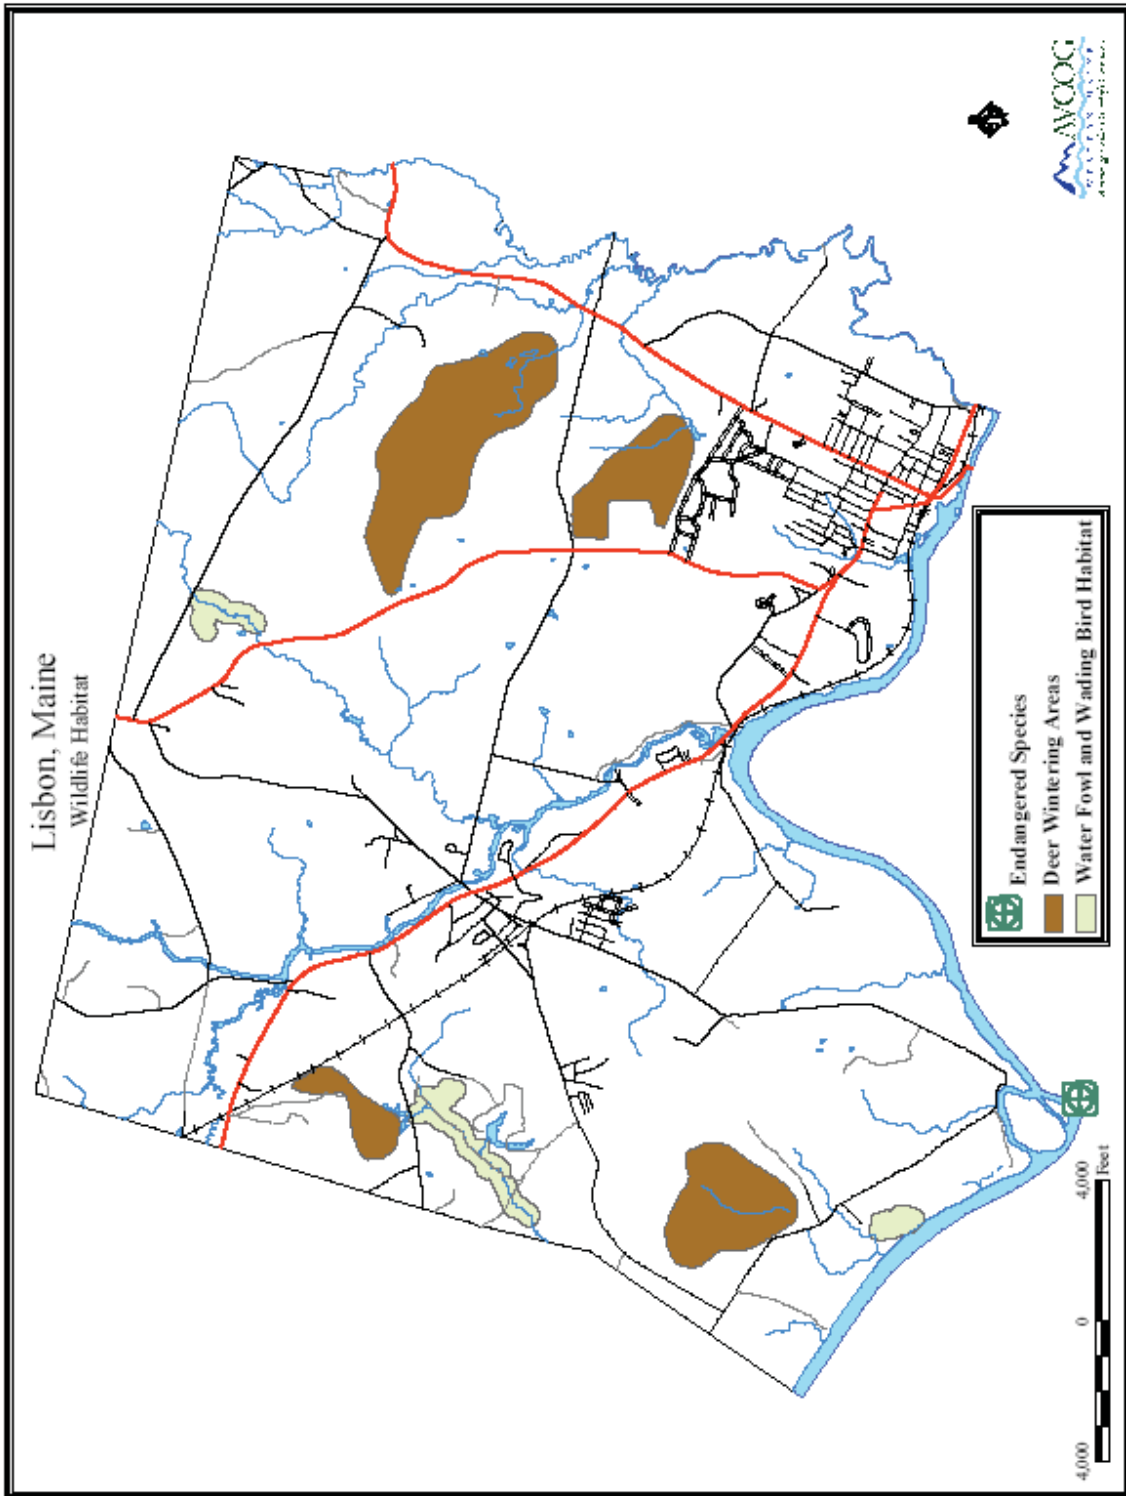 Lisbon, Maine
Wildlife Habitat
AVCOG
Endangered Species
Deer Wintering Areas
Water Fowl and Wading Bird Habitat
4,000 0 4,000
Feet